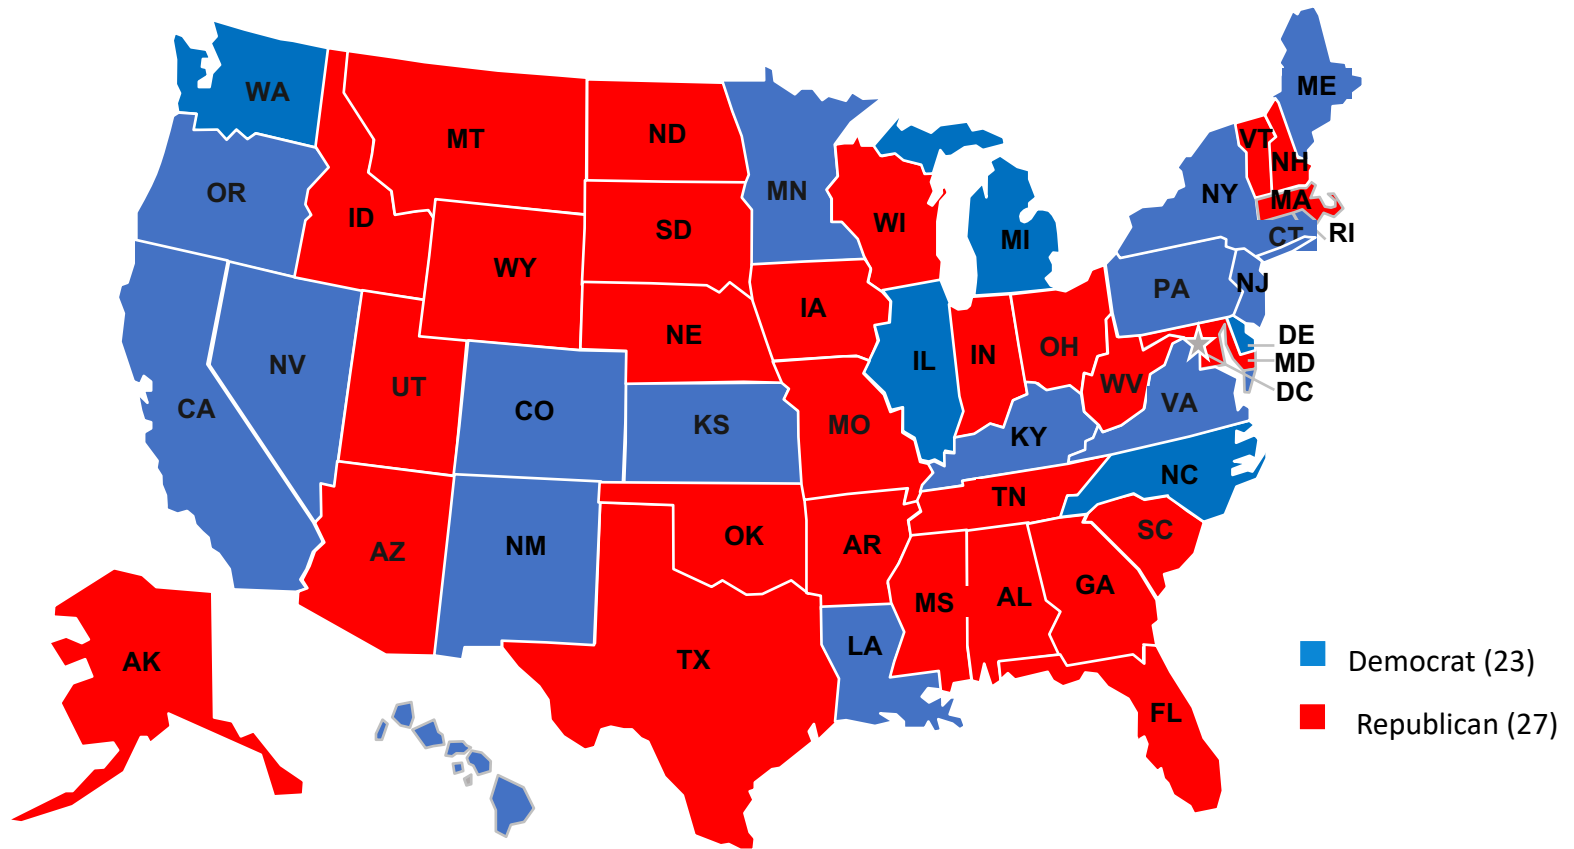 ME
WA
VT
MT
ND
NH
OR
MN
NY
MA
ID
SD
WI
MI
CT
RI
WY
PA
NJ
IA
NE
DE
OH
IN
IL
NV
MD
UT
WV
DC
CA
CO
KS
MO
VA
KY
NC
TN
SC
OK
AR
NM
AZ
GA
AL
MS
LA
TX
AK
Democrat (23)
FL
Republican (27)